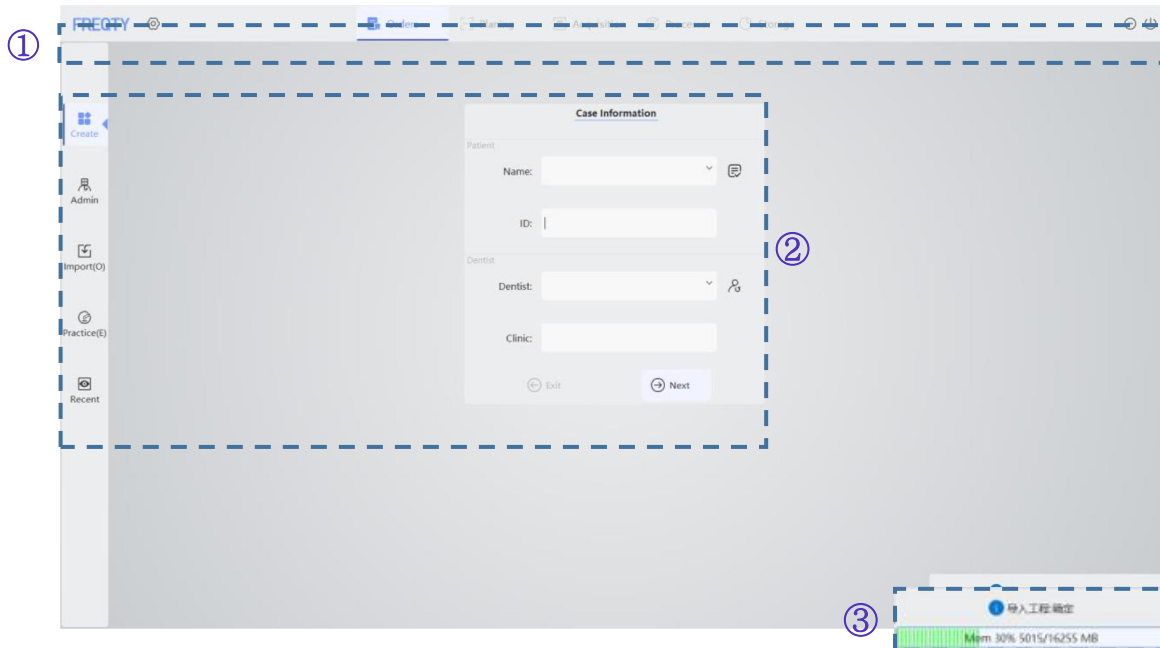 ①
FREQTY
Order
Case Information
Create
Patient
Name:
Admin
ID:
②
Import(O)
Dentist
Dentist:
Practice(E)
Clinic:
Exit
Next
Recent
③
导入工程:确定
Mem 30% 5015/16255 MB